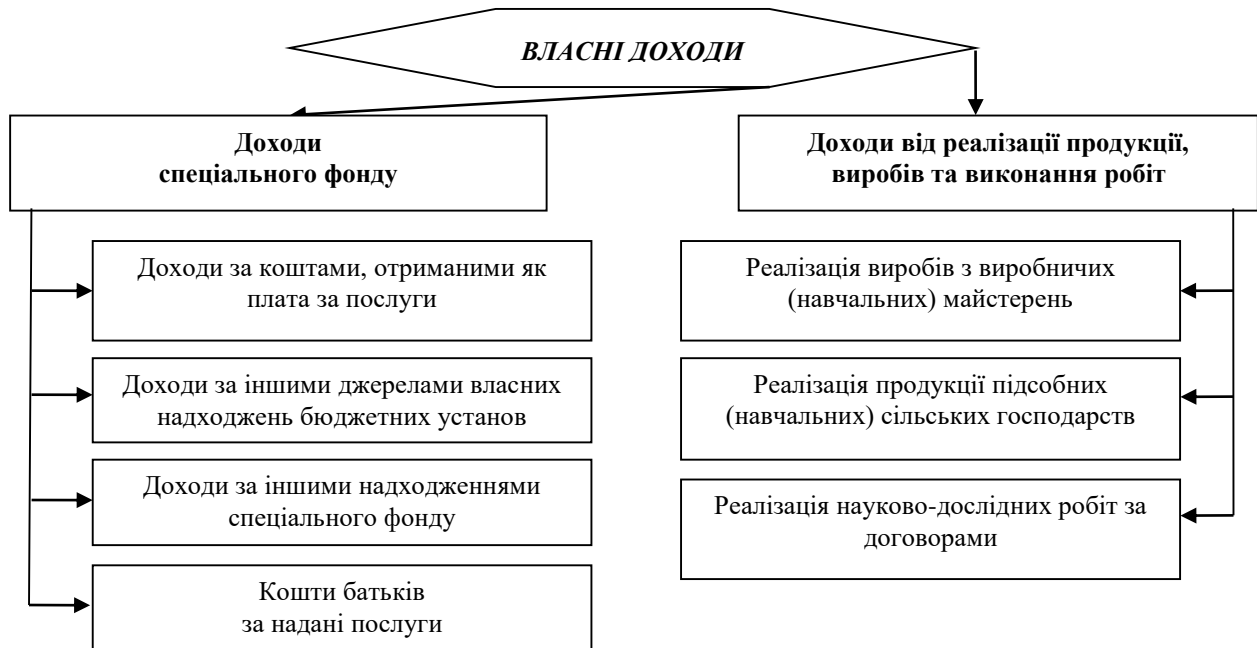 ВЛАСНІ ДОХОДИ
Доходи
спеціального фонду
Доходи за коштами, отриманими як
плата за послуги
Доходи за іншими джерелами власних
надходжень бюджетних установ
Доходи за іншими надходженнями
спеціального фонду
Кошти батьків
за надані послуги
Доходи від реалізації продукції,
виробів та виконання робіт
Реалізація виробів з виробничих
(навчальних) майстерень
Реалізація продукції підсобних
(навчальних) сільських господарств
Реалізація науково-дослідних робіт за
договорами